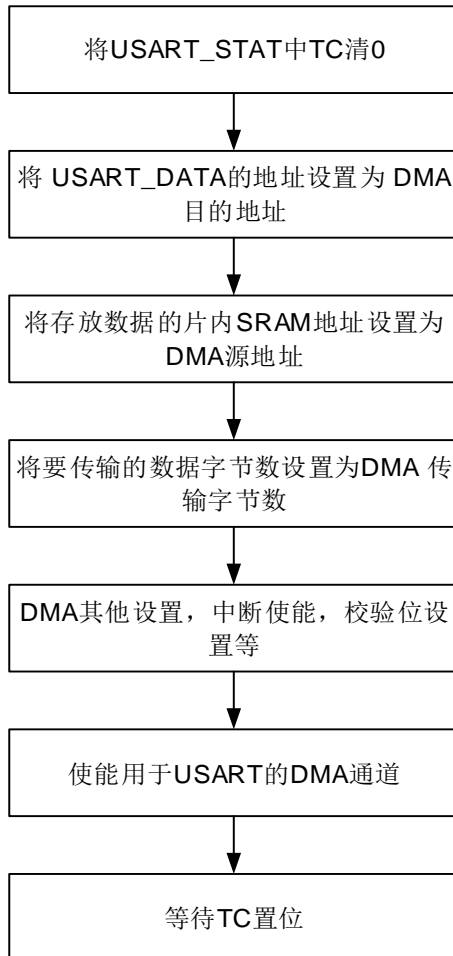 将USART_STAT中TC清0
将 USART_DATA的地址设置为 DMA
目的地址
将存放数据的片内SRAM地址设置为
DMA源地址
将要传输的数据字节数设置为DMA 传
输字节数
DMA其他设置，中断使能，校验位设
置等
使能用于USART的DMA通道
等待TC置位